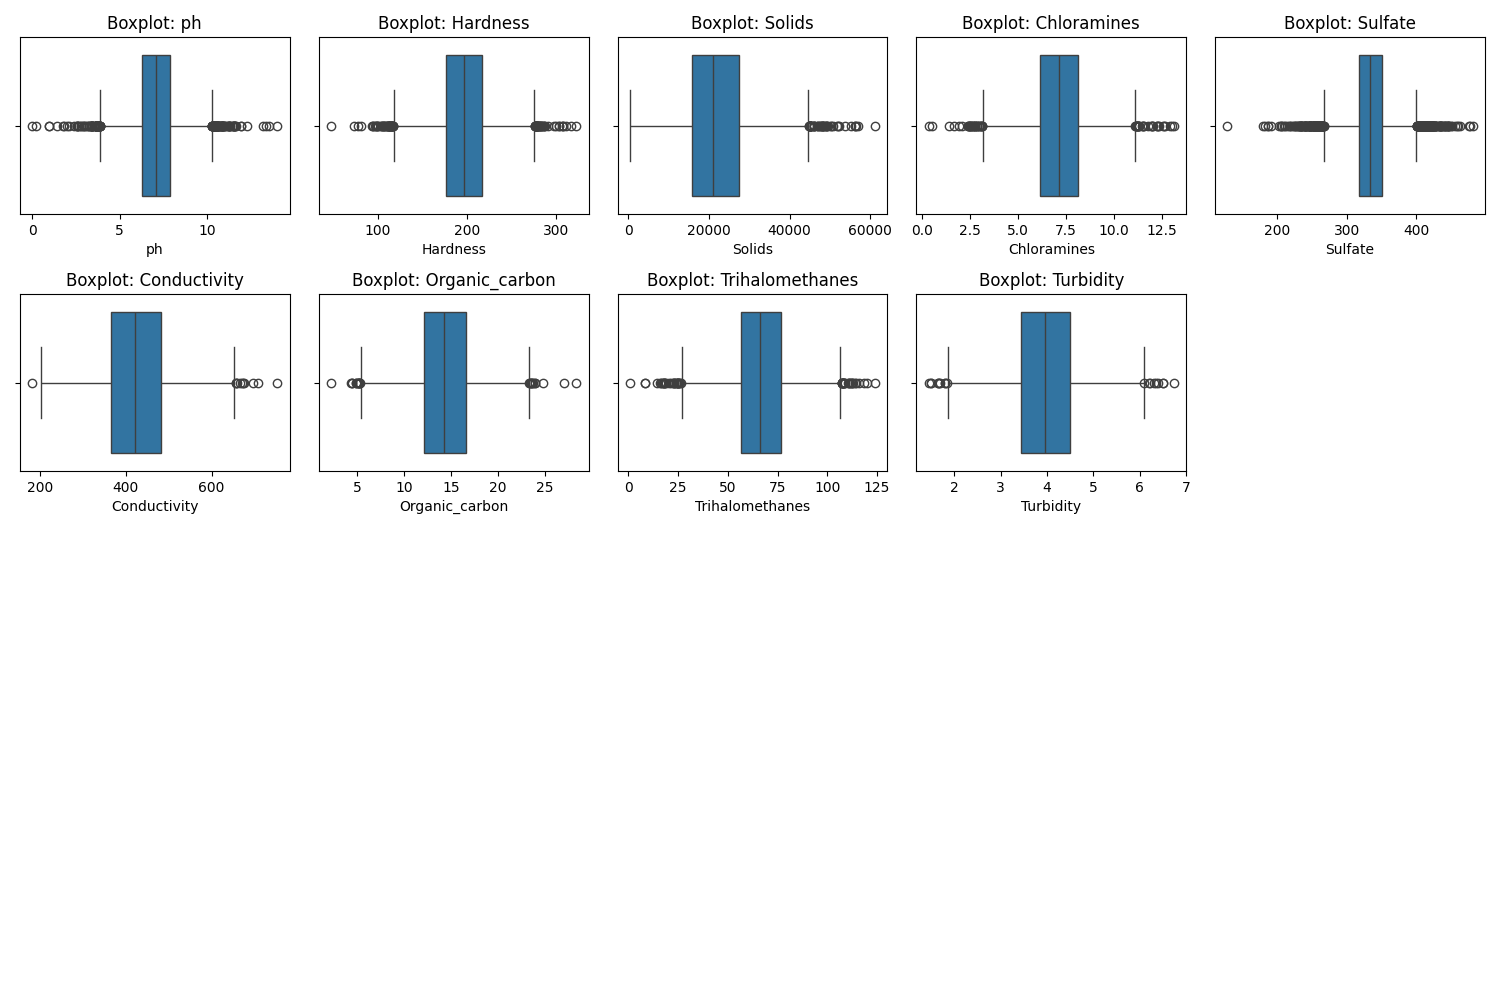 Boxplot: ph
0 5 10
ph
Boxplot: Hardness
100 200 300
Hardness
Boxplot: Solids
0 20000 40000 60000
Solids
Boxplot: Chloramines
0.0 2.5 5.0 7.5 10.0 12.5
Chloramines
Boxplot: Sulfate
200 300 400
Sulfate
Boxplot: Conductivity
200 400 600
Conductivity
Boxplot: Organic_carbon
5 10 15 20 25
Organic_carbon
Boxplot: Trihalomethanes
0 25 50 75 100 125
Trihalomethanes
Boxplot: Turbidity
2 3 4 5 6 7
Turbidity